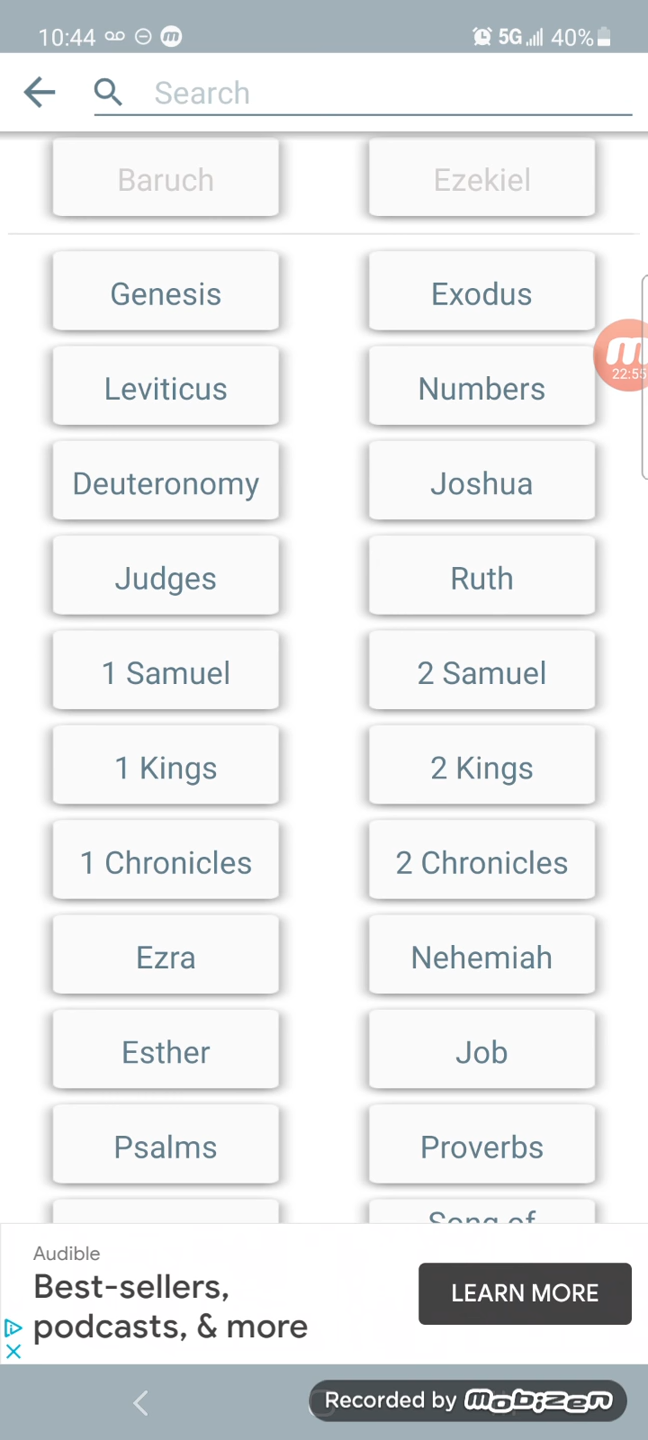 10:44 5G 40%
Search
Baruch Ezekiel
Genesis Exodus
22:55
Leviticus Numbers
Deuteronomy Joshua
Judges Ruth
1 Samuel 2 Samuel
1 Kings 2 Kings
1 Chronicles 2 Chronicles
Ezra Nehemiah
Esther Job
Psalms Proverbs
Song of
Audible
Best-sellers,
podcasts, & more
LEARN MORE
Recorded by mobizen